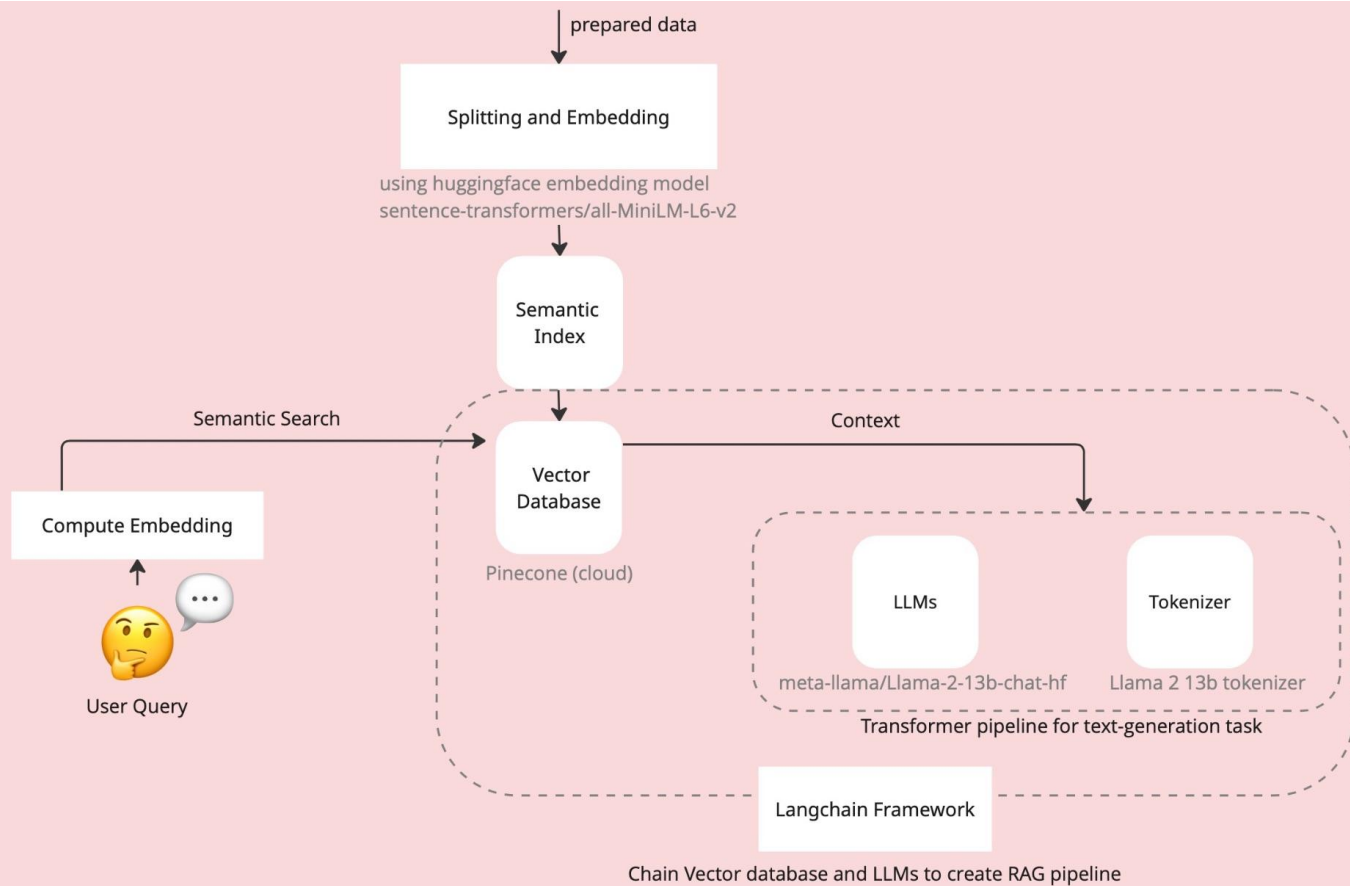 prepared data
Splitting and Embedding
using huggingface embedding model
sentence-transformers/all-MiniLM-L6-v2
Semantic
Index
Semantic Search
Context
Vector
Database
Pinecone (cloud)
Compute Embedding
User Query
LLMs
Tokenizer
meta-llama/Llama-2-13b-chat-hf
Llama 2 13b tokenizer
Transformer pipeline for text-generation task
Langchain Framework
Chain Vector database and LLMs to create RAG pipeline